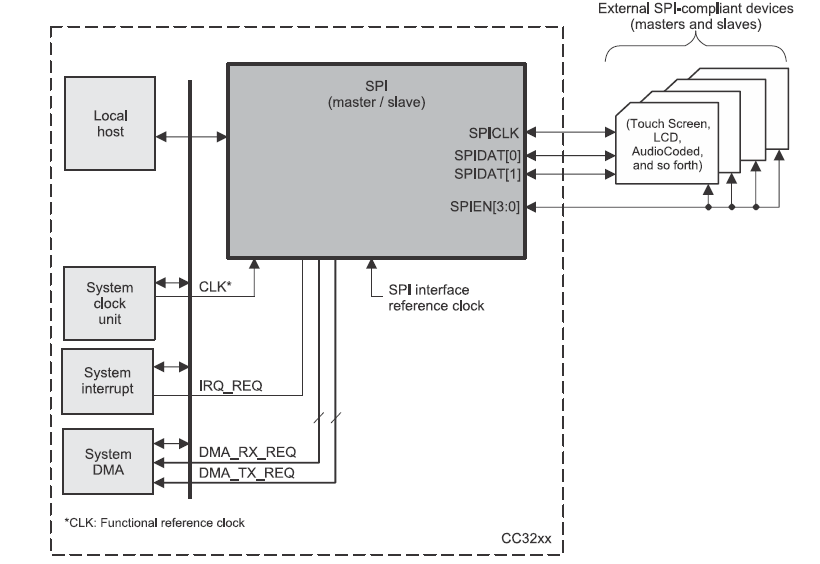 External SPI-compliant devices
(masters and slaves)
SPI
(master / slave)
Local
host
SPICLK
SPIDAT[0]
SPIDAT[1]
SPIEN[3:0]
(Touch Screen,
LCD,
AudioCoded,
and so forth)
System
clock
unit
CLK*
SPI interface
reference clock
System
interrupt
IRQ_REQ
System
DMA
DMA_RX_REQ
DMA_TX_REQ
*CLK: Functional reference clock
CC32xx